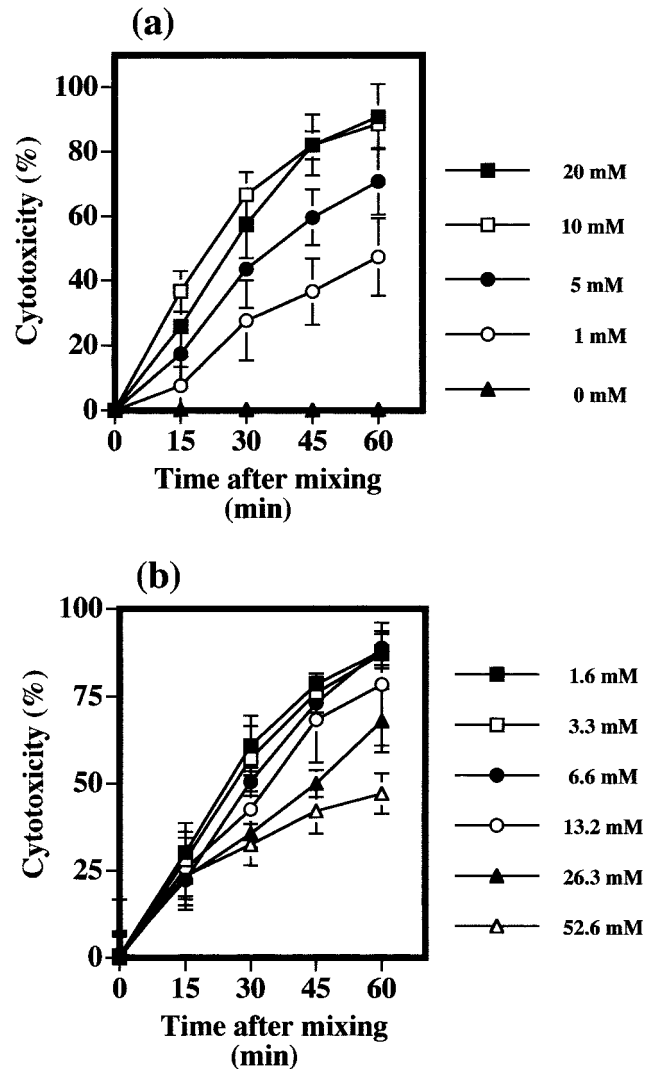 (a)
Cytotoxicity (%)
100
80
60
40
20
0
0 15 30 45 60
Time after mixing
(min)
20 mM
10 mM
5 mM
1 mM
0 mM
(b)
Cytotoxicity (%)
100
75
50
25
0
0 15 30 45 60
Time after mixing
(min)
1.6 mM
3.3 mM
6.6 mM
13.2 mM
26.3 mM
52.6 mM